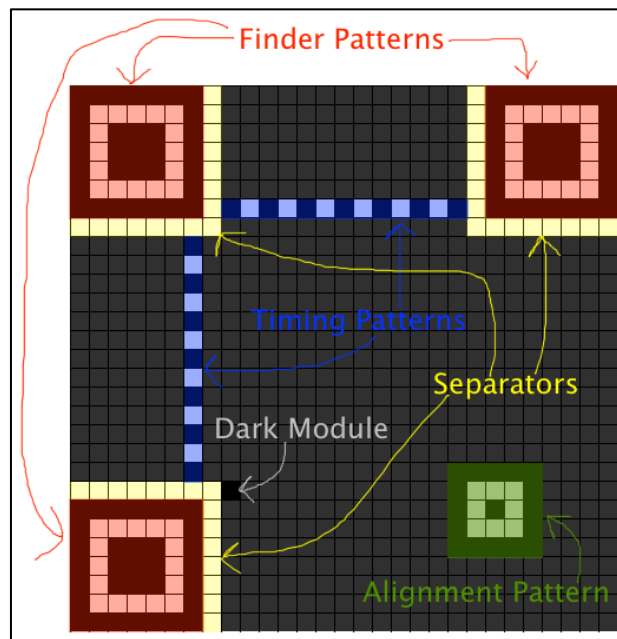 Finder Patterns
Timing Patterns
Separators
Dark Module
Alignment Pattern